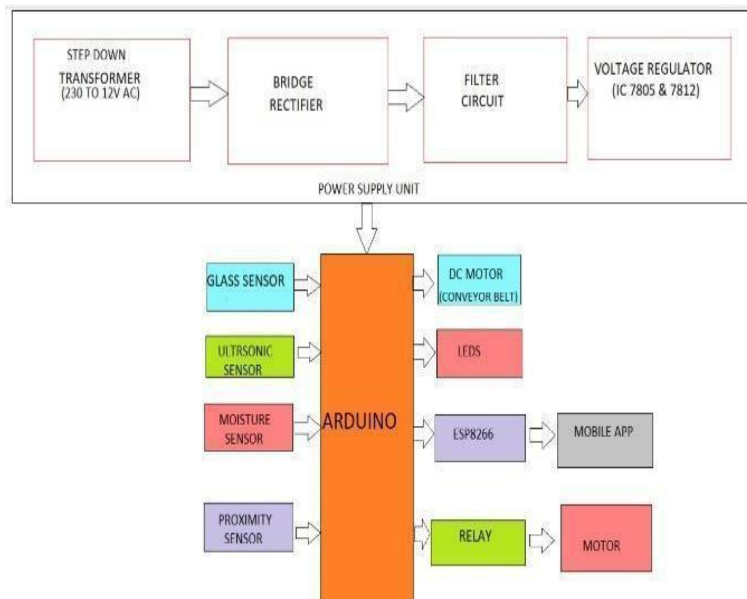 STEP DOWN
TRANSFORMER
(230 TO 12V AC)
BRIDGE
RECTIFIER
FILTER
CIRCUIT
VOLTAGE REGULATOR
(IC 7805 & 7812)
POWER SUPPLY UNIT
GLASS SENSOR
ULTRSONIC
SENSOR
MOISTURE
SENSOR
PROXIMITY
SENSOR
ARDUINO
DC MOTOR
(CONVEYOR BELT)
LEDS
ESP8266
MOBILE APP
RELAY
MOTOR